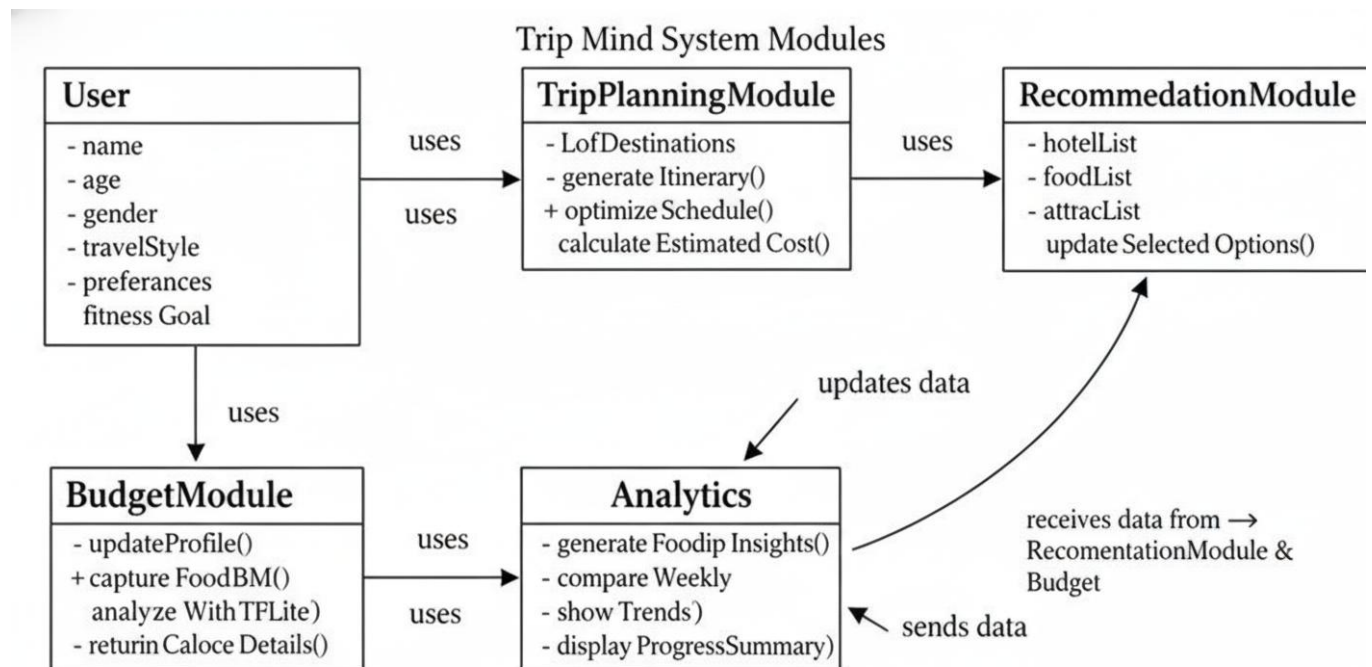 Trip Mind System Modules
User
- name
- age
- gender
- travelStyle
- preferances
fitness Goal
uses
uses
TripPlanningModule
- LofDestinations
- generate Itinerary()
+ optimize Schedule()
calculate Estimated Cost()
uses
RecommedationModule
- hotelList
- foodList
- attracList
update Selected Options()
uses
updates data
BudgetModule
- updateProfile()
+ capture FoodBM()
analyze With TFLite)
- returin Caloce Details()
uses
uses
Analytics
- generate Foodip Insights()
- compare Weekly
- show Trends)
- display ProgressSummary)
receives data from →
RecomentationModule &
Budget
sends data